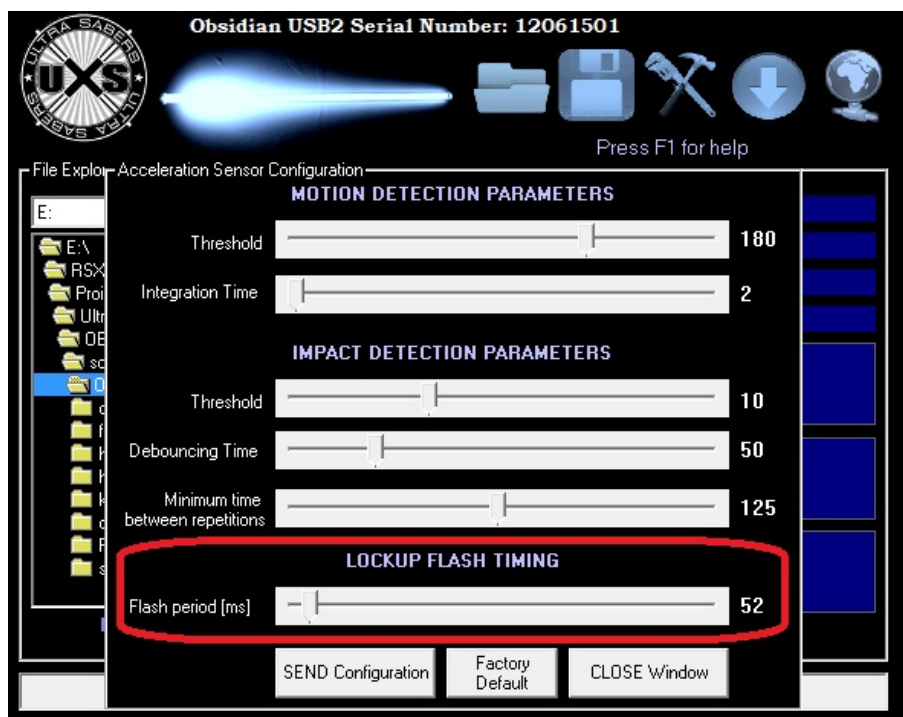 Obsidian USB2 Serial Number: 12061501
ULTRA SABERS
UXS
ULTRA SABERS
Press F1 for help
File Explor
Acceleration Sensor Configuration
MOTION DETECTION PARAMETERS
E:
E:\
RSX
Proj
Ultr
OB
so
Threshold 180
Integration Time 2
IMPACT DETECTION PARAMETERS
Threshold 10
Debouncing Time 50
Minimum time
between repetitions 125
LOCKUP FLASH TIMING
Flash period [ms] 52
SEND Configuration
Factory
Default
CLOSE Window